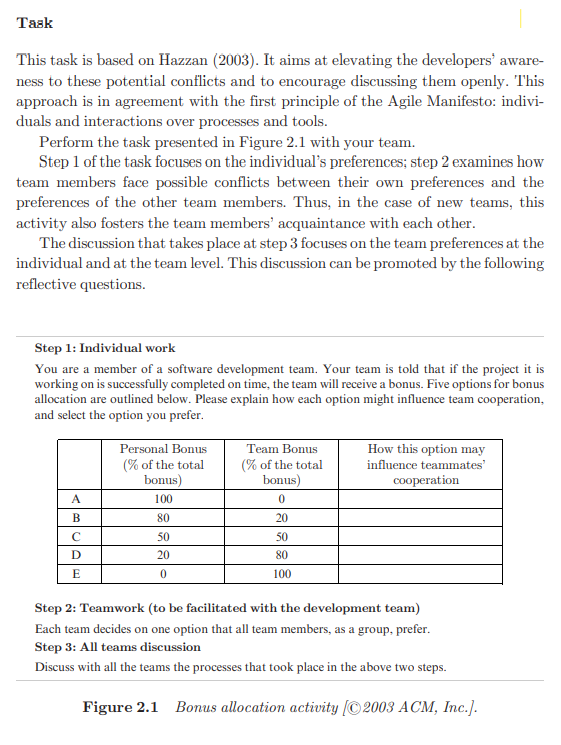 Task
This task is based on Hazzan (2003). It aims at elevating the developers' aware-
ness to these potential conflicts and to encourage discussing them openly. This
approach is in agreement with the first principle of the Agile Manifesto: indivi-
duals and interactions over processes and tools.
Perform the task presented in Figure 2.1 with your team.
Step 1 of the task focuses on the individual's preferences; step 2 examines how
team members face possible conflicts between their own preferences and the
preferences of the other team members. Thus, in the case of new teams, this
activity also fosters the team members' acquaintance with each other.
The discussion that takes place at step 3 focuses on the team preferences at the
individual and at the team level. This discussion can be promoted by the following
reflective questions.
Step 1: Individual work
You are a member of a software development team. Your team is told that if the project it is
working on is successfully completed on time, the team will receive a bonus. Five options for bonus
allocation are outlined below. Please explain how each option might influence team cooperation,
and select the option you prefer.
Personal Bonus Team Bonus How this option may
(% of the total (% of the total influence teammates'
bonus) bonus) cooperation
A 100 0
B 80 20
C 50 50
D 20 80
E 0 100
Step 2: Teamwork (to be facilitated with the development team)
Each team decides on one option that all team members, as a group, prefer.
Step 3: All teams discussion
Discuss with all the teams the processes that took place in the above two steps.
Figure 2.1 Bonus allocation activity [©2003 ACM, Inc.].